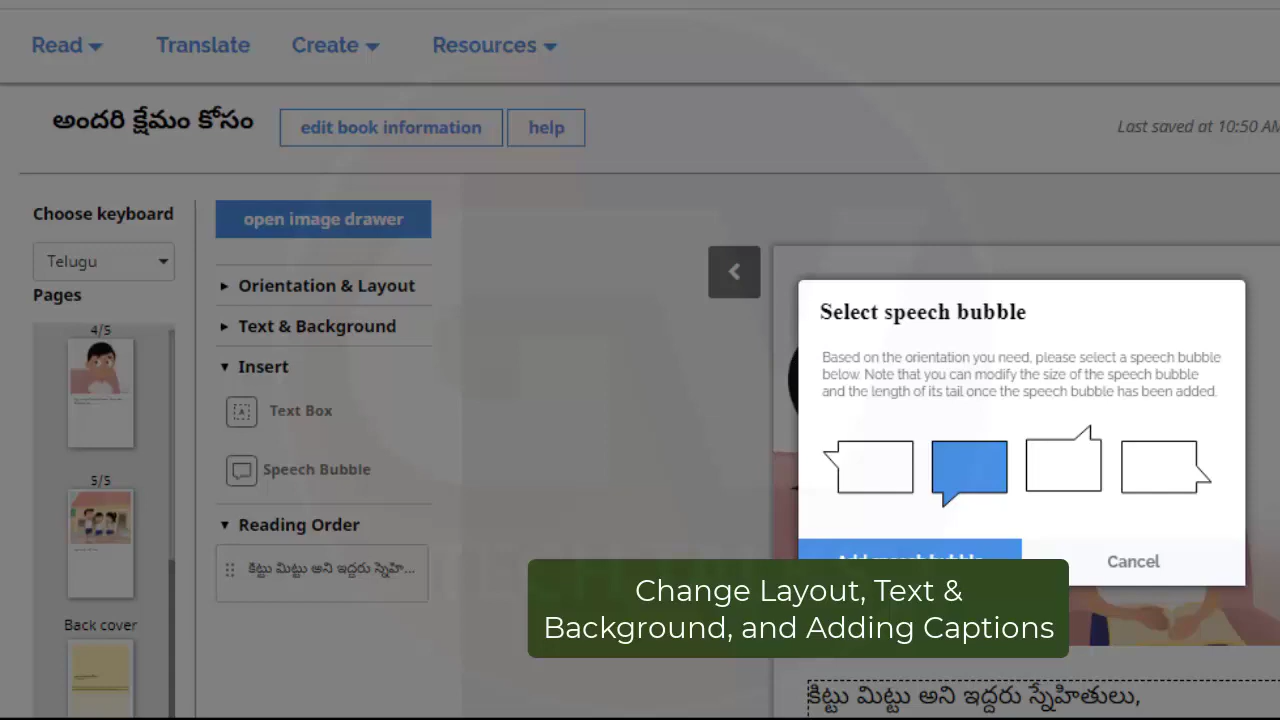 Read Translate Create Resources
అందరి క్షేమం కోసం edit book information help Last saved at 10:50 AM
Choose keyboard
Telugu
Pages
4/5
5/5
Back cover
open image drawer
Orientation & Layout
Text & Background
Insert
Text Box
Speech Bubble
Reading Order
కిట్టు మిట్టు అని ఇద్దరు స్నేహి...
Select speech bubble
Based on the orientation you need, please select a speech bubble
below. Note that you can modify the size of the speech bubble
and the length of its tail once the speech bubble has been added.
Add speech bubble Cancel
Change Layout, Text &
Background, and Adding Captions
కిట్టు మిట్టు అని ఇద్దరు స్నేహితులు,